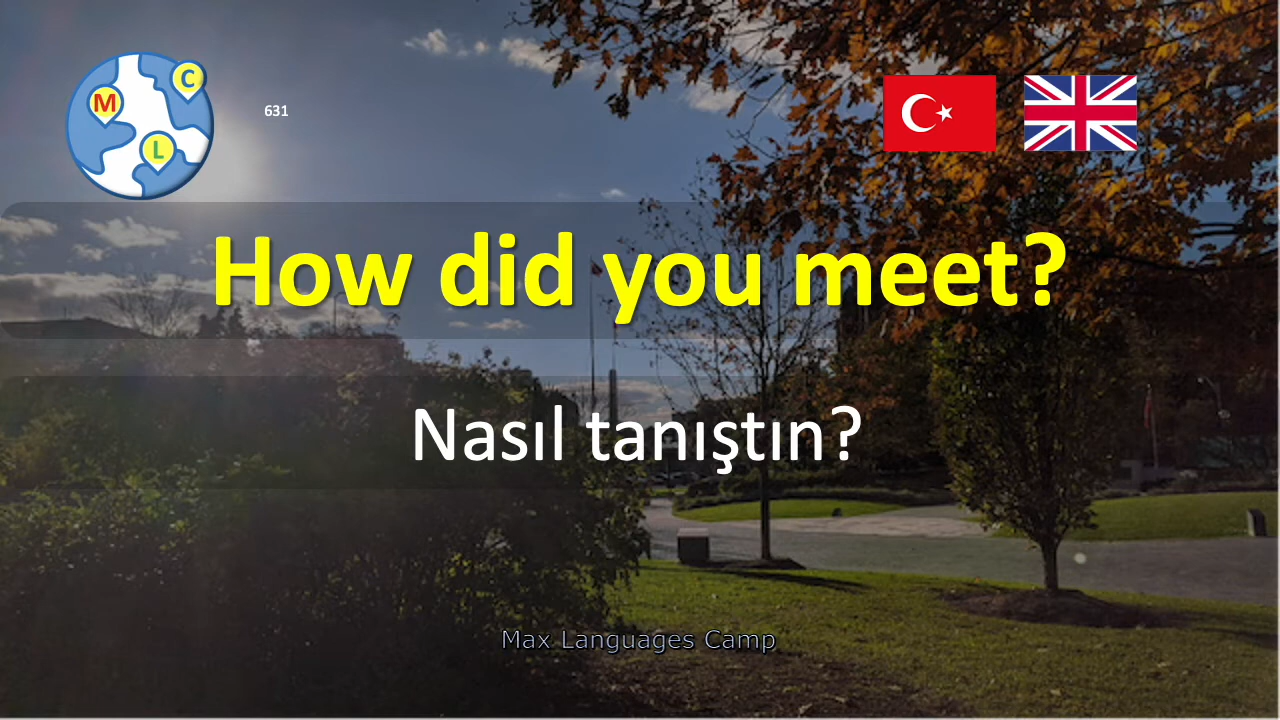 M
C
L
631
How did you meet?
Nasıl tanıştın?
Max Languages Camp